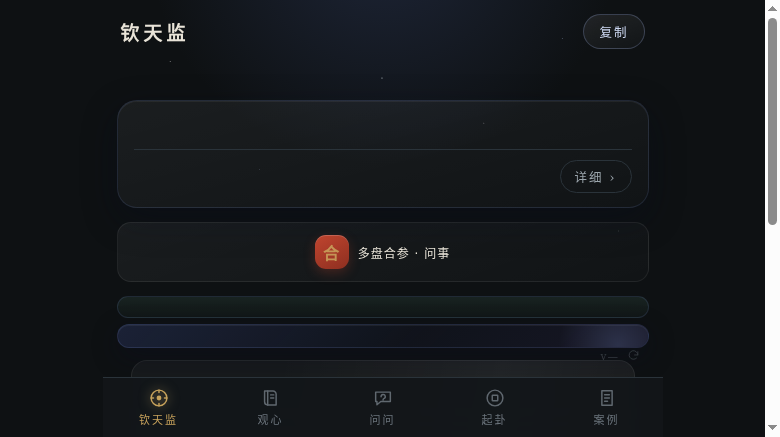 钦天监
复制
详细 ›
合 多盘合参 · 问事
v—
钦天监 观心 问问 起卦 案例